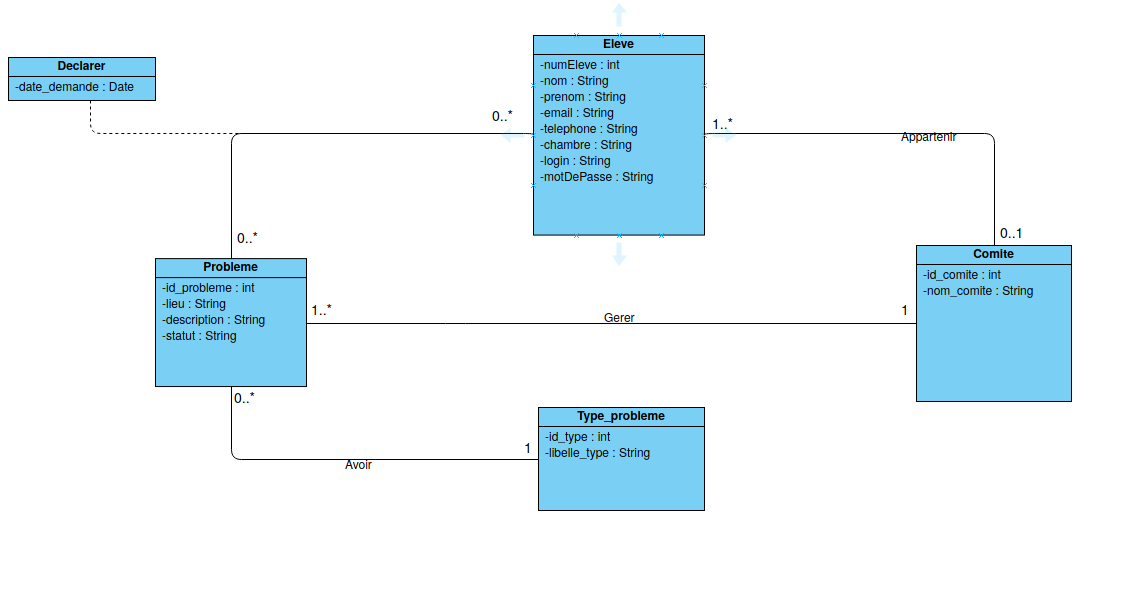 Declarer
-date_demande : Date
Eleve
-numEleve : int
-nom : String
-prenom : String
-email : String
-telephone : String
-chambre : String
-login : String
-motDePasse : String
0..*
1..*
Appartenir
0..*
0..1
Probleme
-id_probleme : int
-lieu : String
-description : String
-statut : String
Comite
-id_comite : int
-nom_comite : String
1..*
Gerer
1
0..*
1
Avoir
Type_probleme
-id_type : int
-libelle_type : String